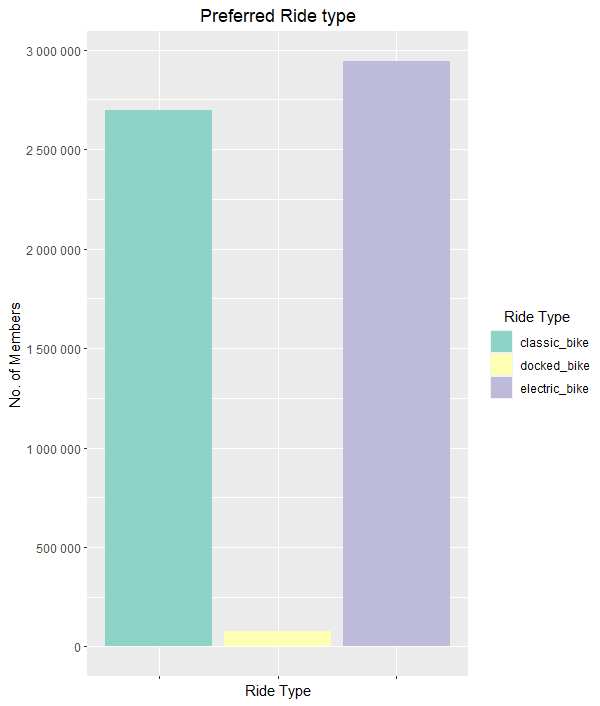 Preferred Ride type
3 000 000
2 500 000
2 000 000
1 500 000
1 000 000
500 000
0
No. of Members
Ride Type
Ride Type
classic_bike
docked_bike
electric_bike